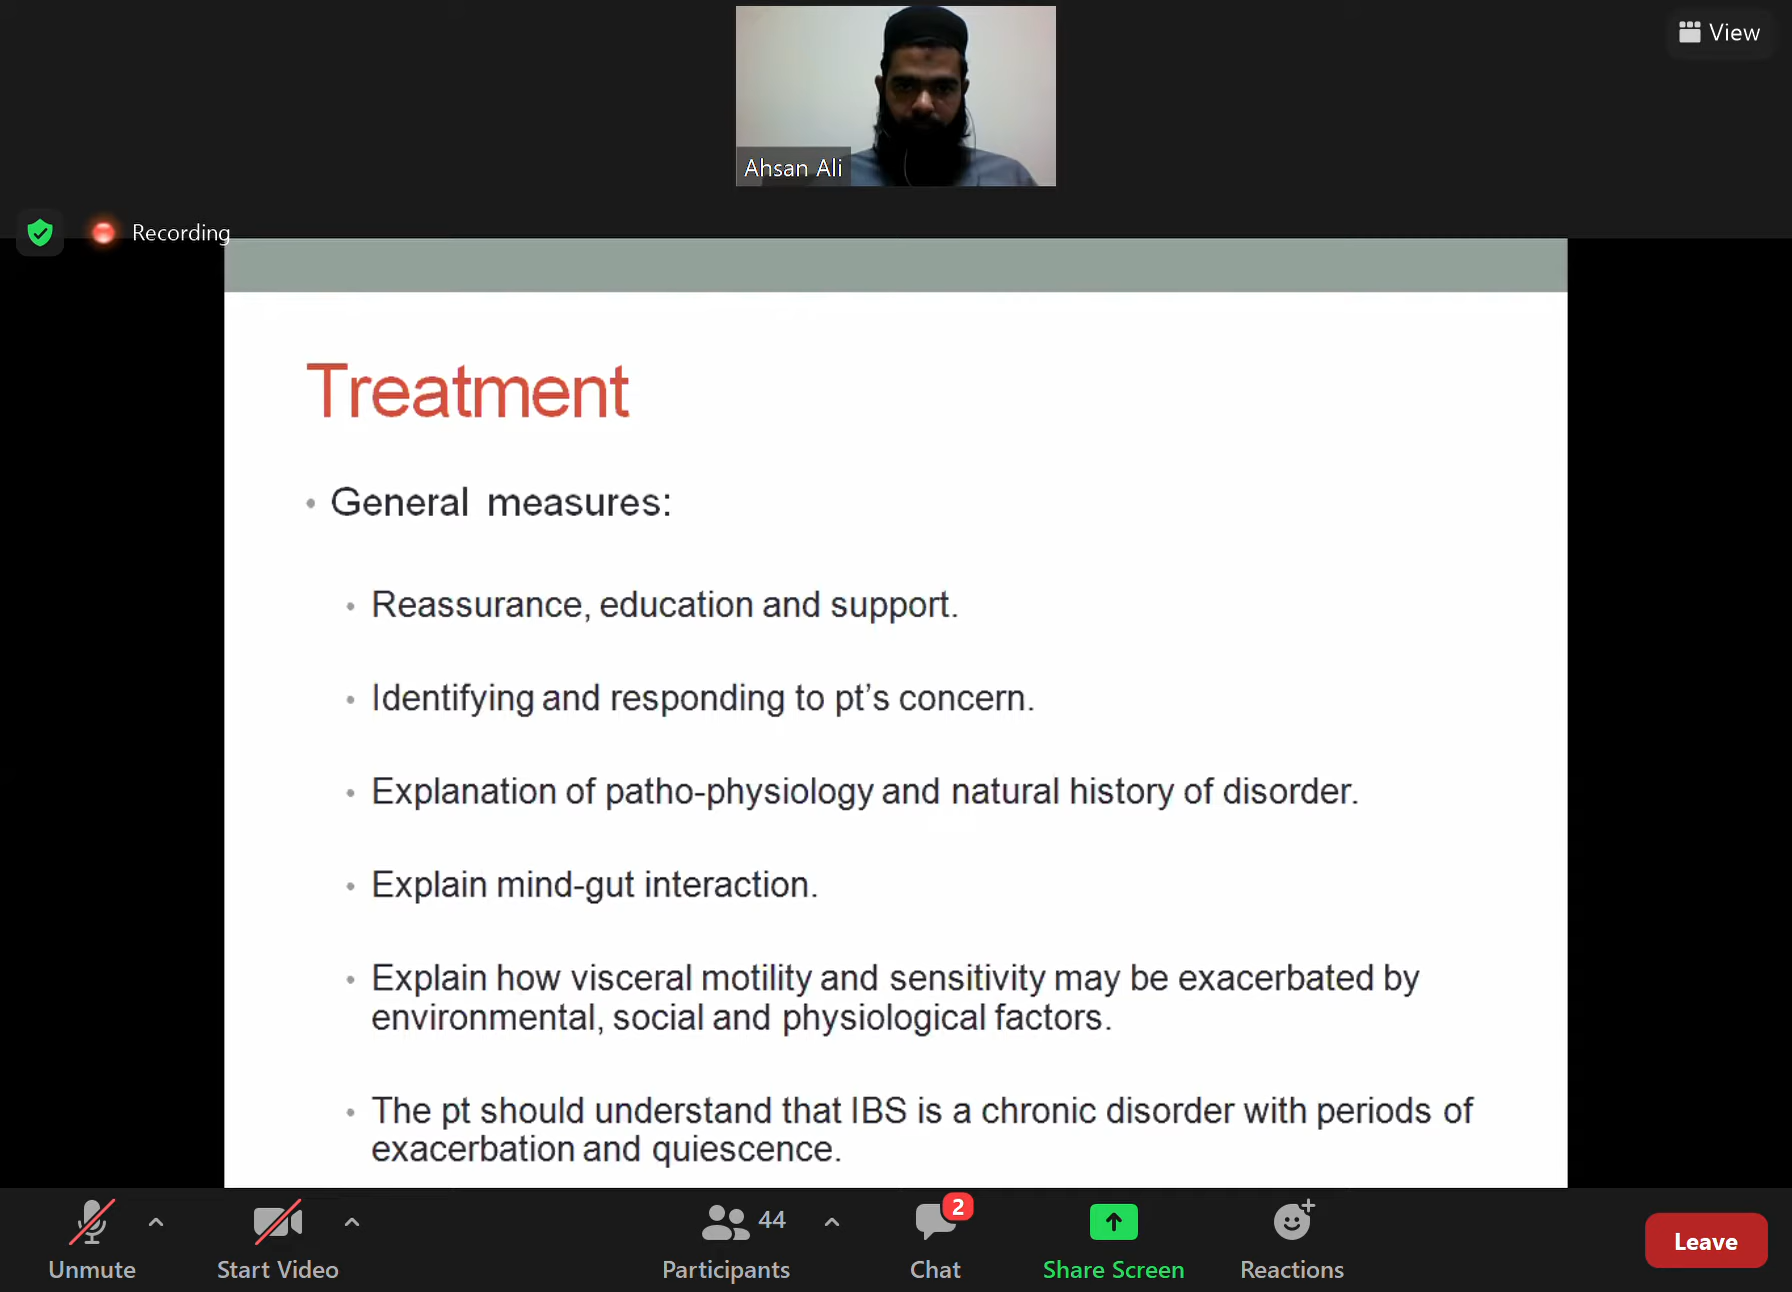 View
Ahsan Ali
Recording
Treatment
• General measures:
• Reassurance, education and support.
• Identifying and responding to pt’s concern.
• Explanation of patho-physiology and natural history of disorder.
• Explain mind-gut interaction.
• Explain how visceral motility and sensitivity may be exacerbated by
environmental, social and physiological factors.
• The pt should understand that IBS is a chronic disorder with periods of
exacerbation and quiescence.
44
2
Unmute
Start Video
Participants
Chat
Share Screen
Reactions
Leave